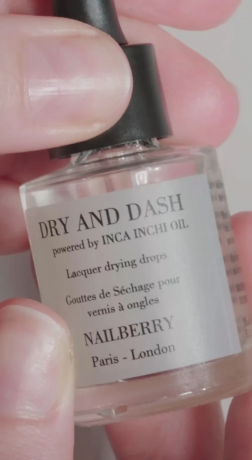 DRY AND DASH
powered by INCA INCHI OIL
Lacquer drying drops
Gouttes de Séchage pour
vernis à ongles
NAILBERRY
Paris - London